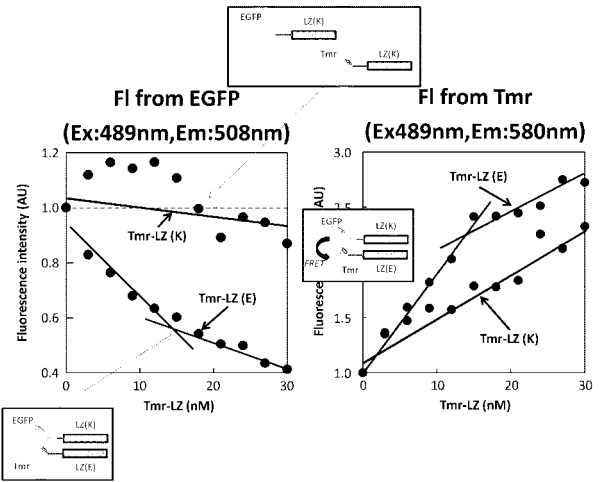 EGFP
LZ(K)
Tmr
LZ(K)
Fl from EGFP
(Ex:489nm,Em:508nm)
Fl from Tmr
(Ex489nm,Em:580nm)
Fluorescence intensity (AU)
1.2
1.0
0.8
0.6
0.4
0
10
20
30
Tmr-LZ (nM)
Tmr-LZ (K)
Tmr-LZ (E)
Fluorescence
AU)
3.0
2.5
1.5
1.0
0
10
20
30
Tmr-LZ (nM)
Tmr-LZ (E)
Tmr-LZ (K)
EGFP
LZ(K)
FRET
Tmr
LZ(E)
EGFP
LZ(K)
Tmr
LZ(E)